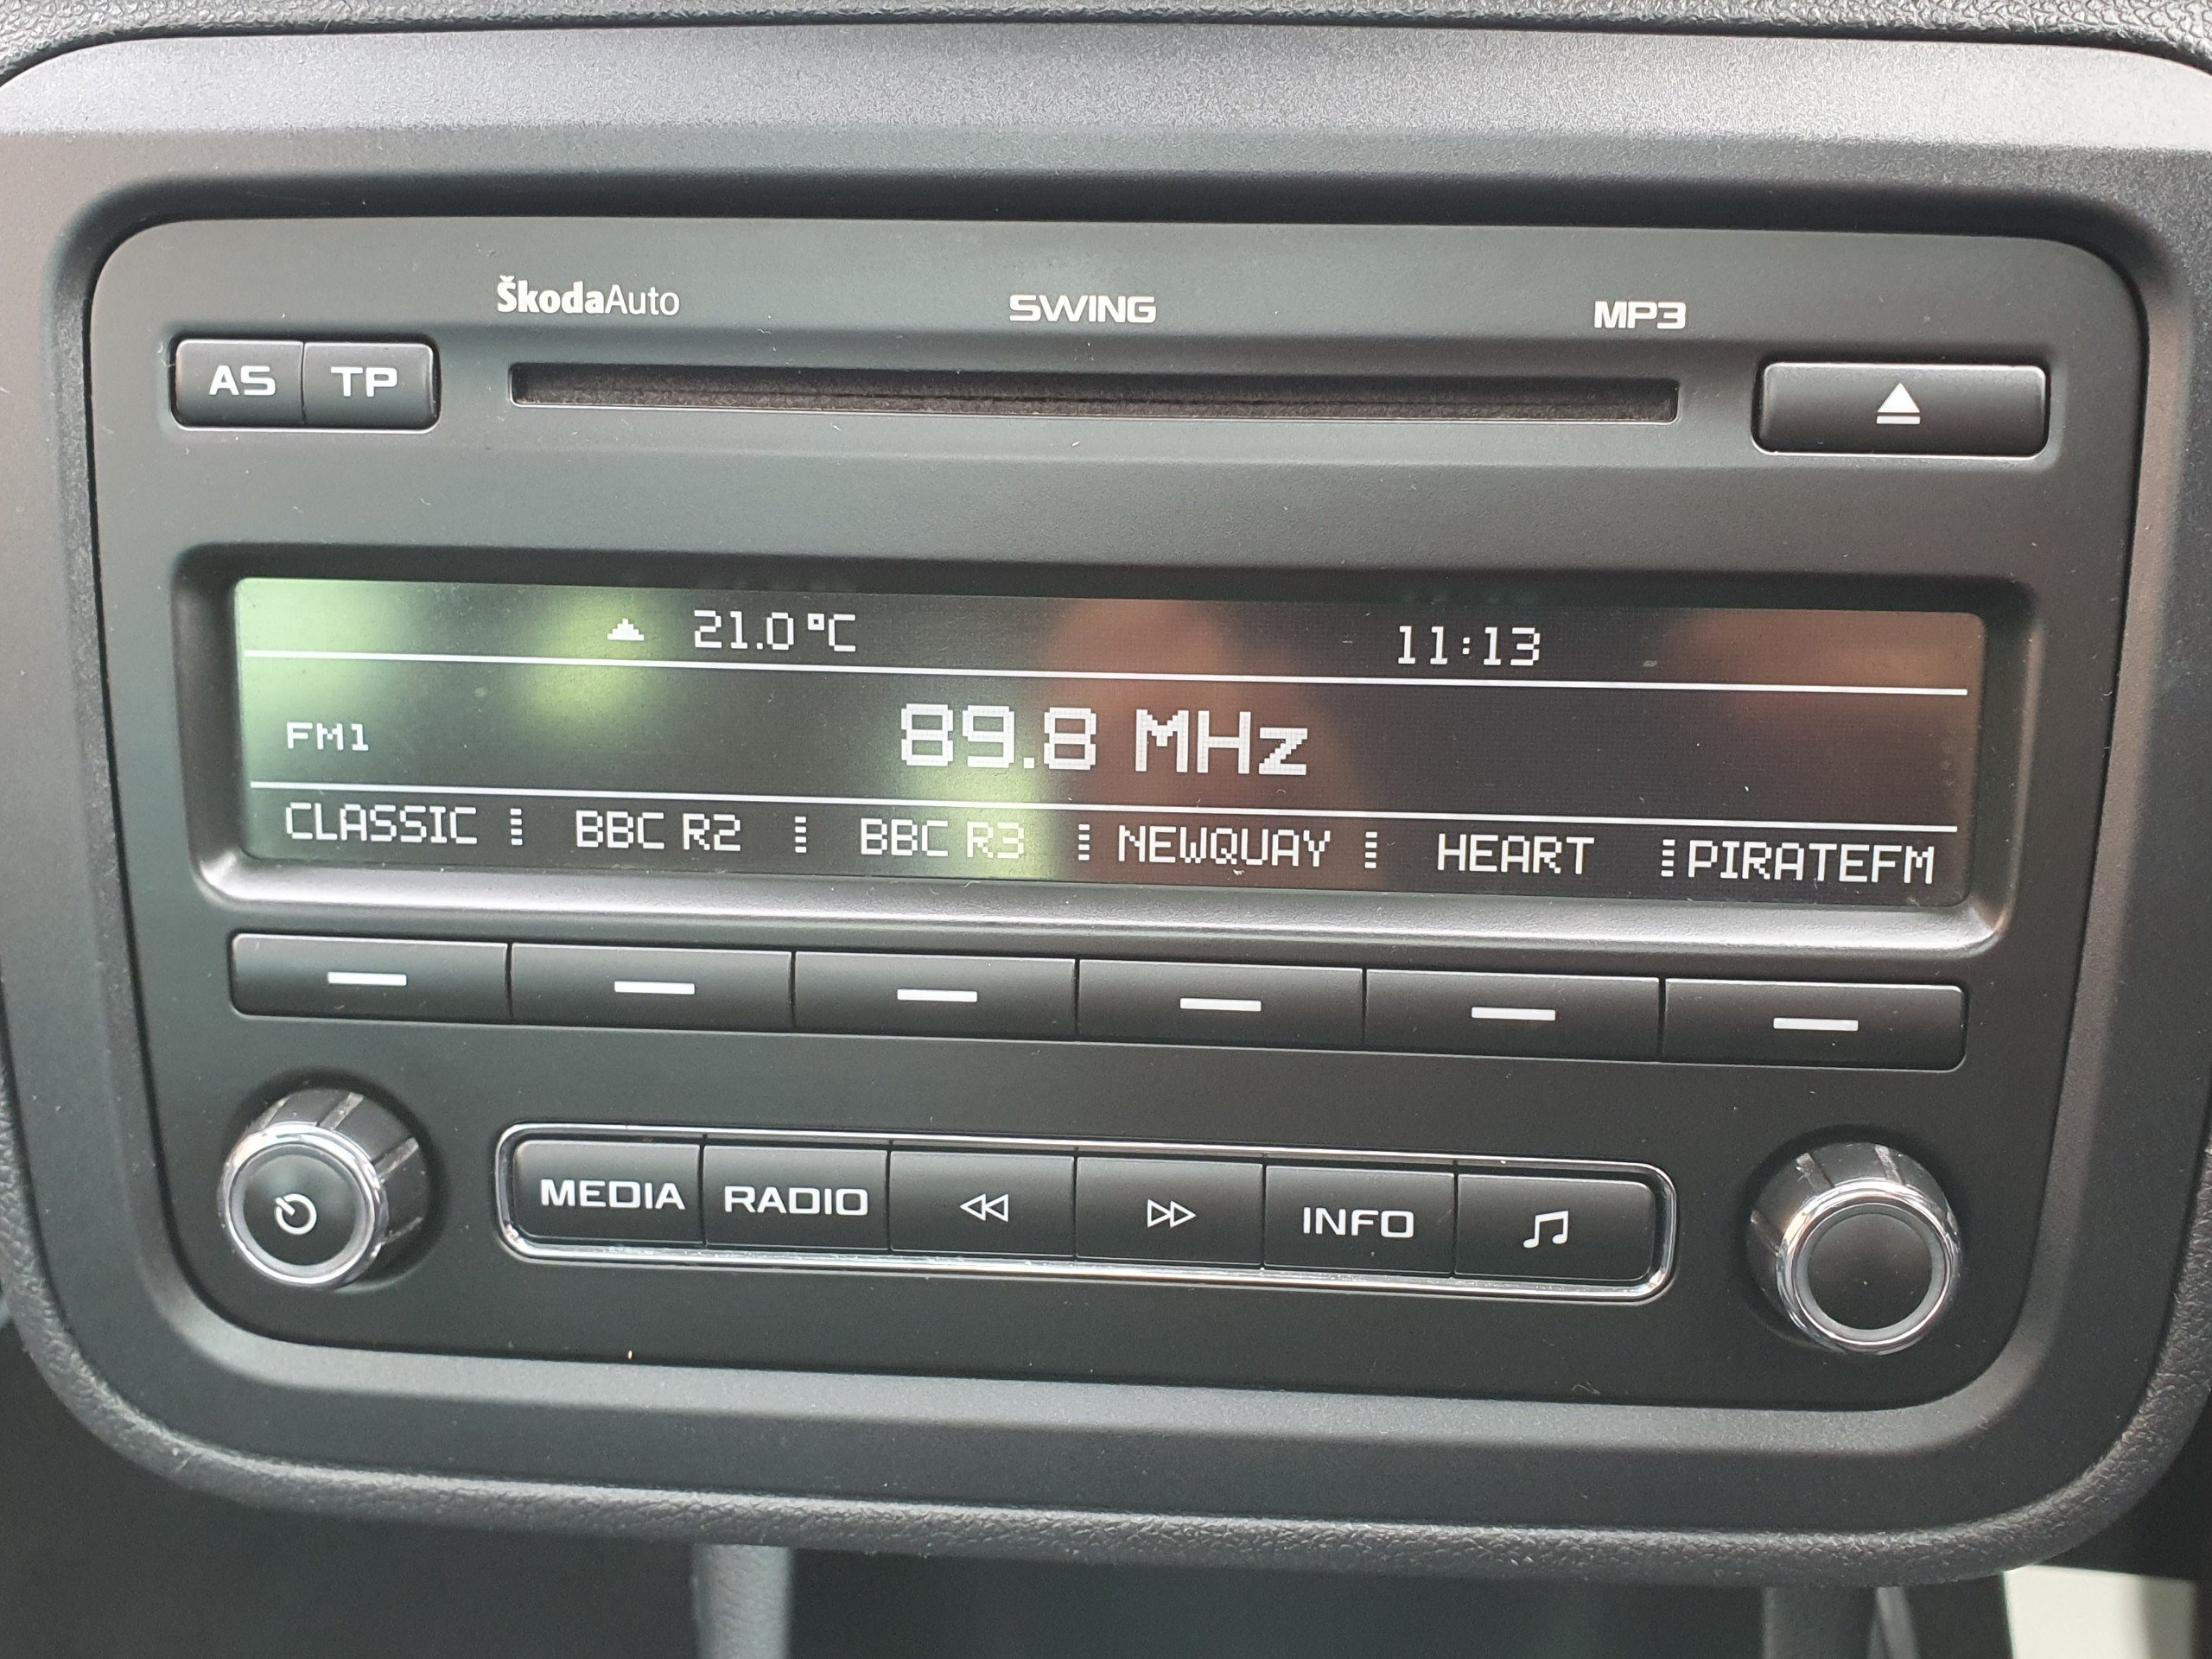 ŠkodaAuto SWING MP3
AS TP
21.0°C 11:13
FM1 89.8 MHz
CLASSIC BBC R2 BBC R3 NEWQUAY HEART PIRATEFM
MEDIA RADIO INFO